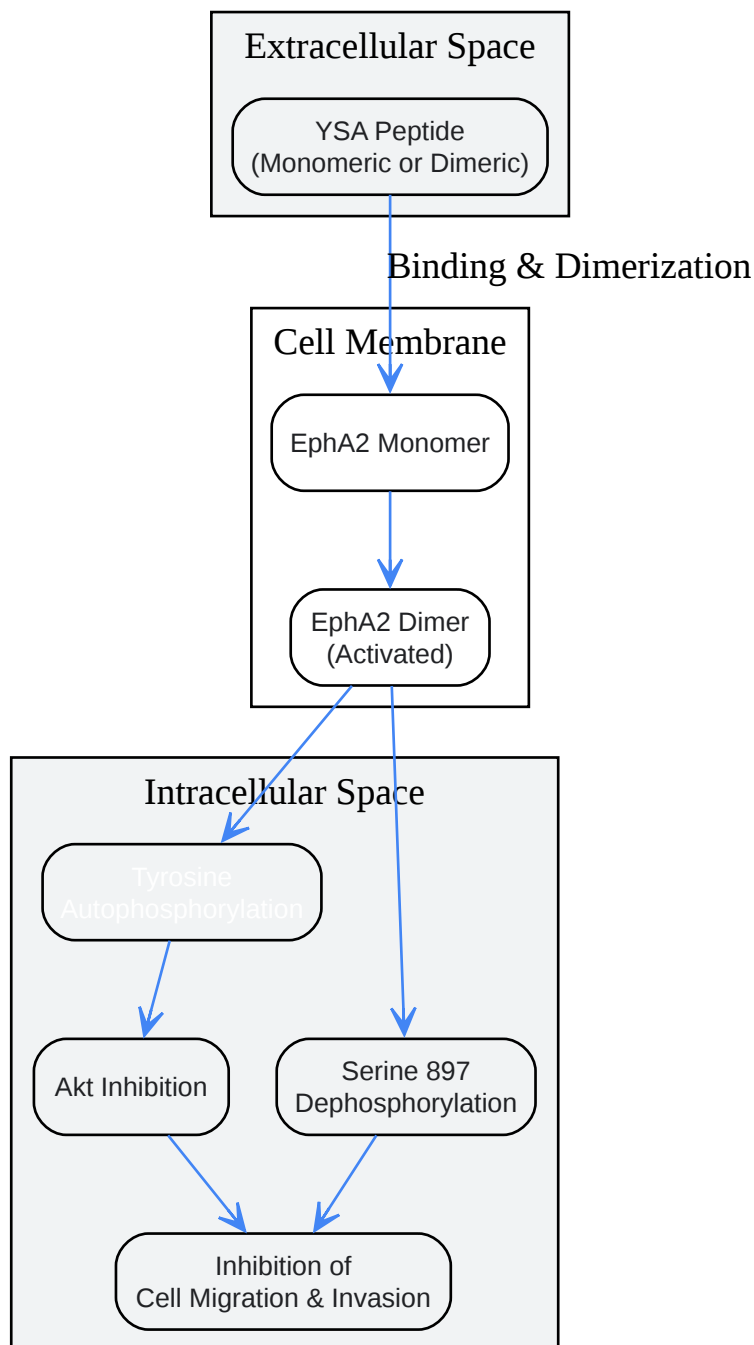 Extracellular Space
YSA Peptide
(Monomeric or Dimeric)
Binding & Dimerization
Cell Membrane
EphA2 Monomer
EphA2 Dimer
(Activated)
Intracellular Space
Tyrosine
Autophosphorylation
Akt Inhibition
Serine 897
Dephosphorylation
Inhibition of
Cell Migration & Invasion